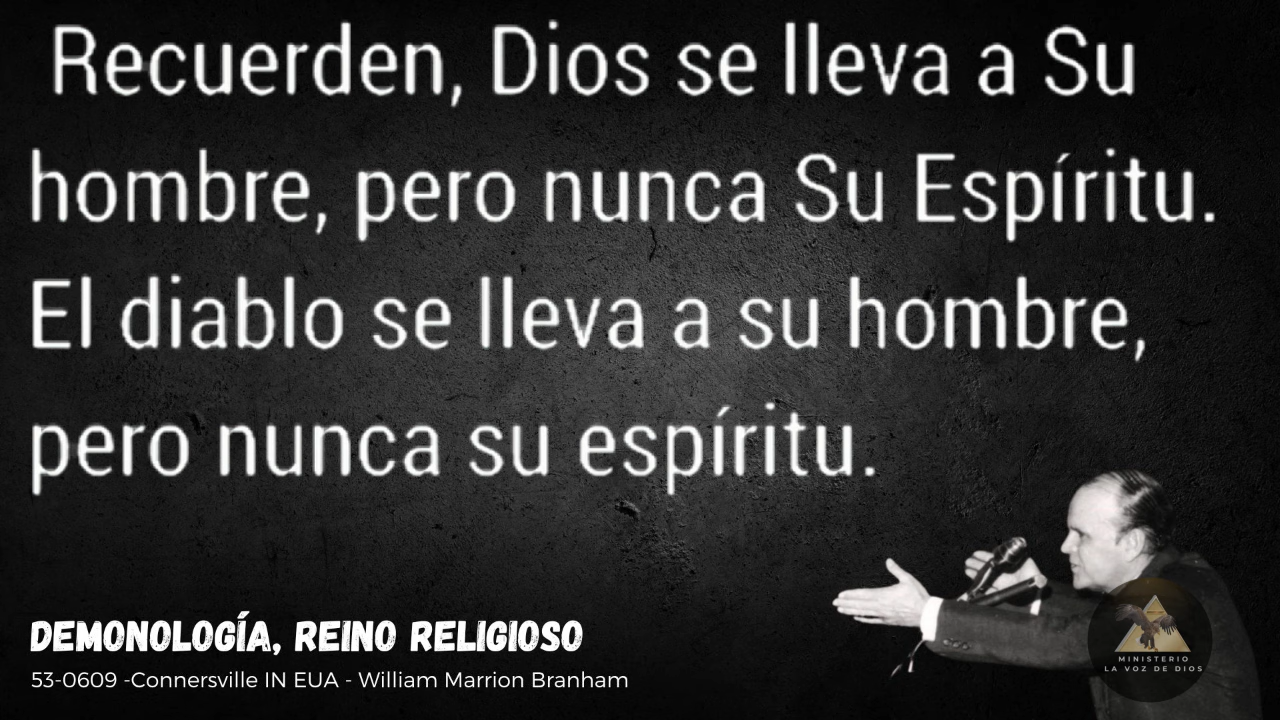 Recuerden, Dios se lleva a Su
hombre, pero nunca Su Espíritu.
El diablo se lleva a su hombre,
pero nunca su espíritu.
DEMONOLOGÍA, REINO RELIGIOSO
53-0609 -Connersville IN EUA - William Marrion Branham
MINISTERIO
LA VOZ DE DIOS